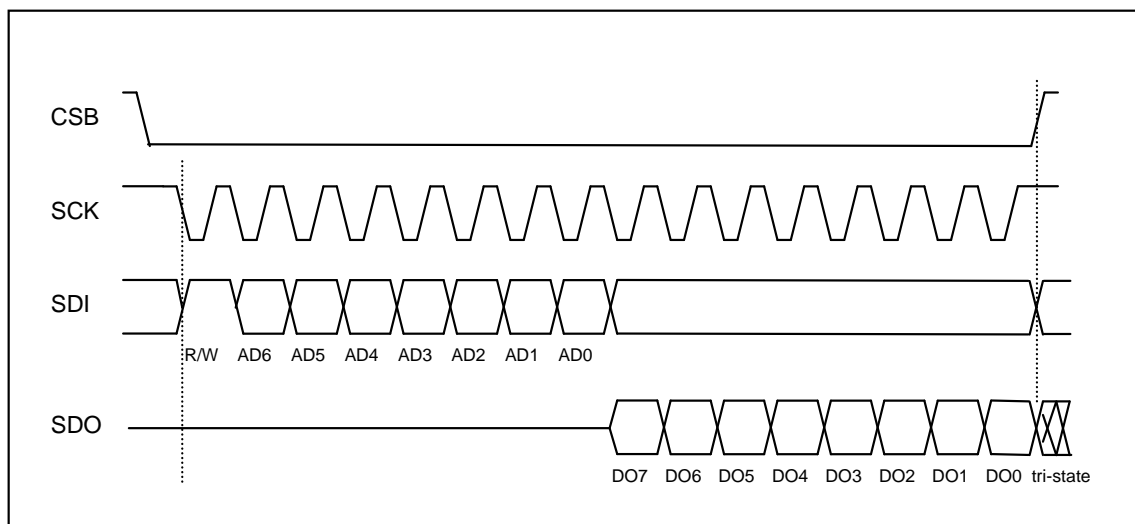 CSB
SCK
SDI
R/W AD6 AD5 AD4 AD3 AD2 AD1 AD0
SDO
DO7 DO6 DO5 DO4 DO3 DO2 DO1 DO0 tri-state